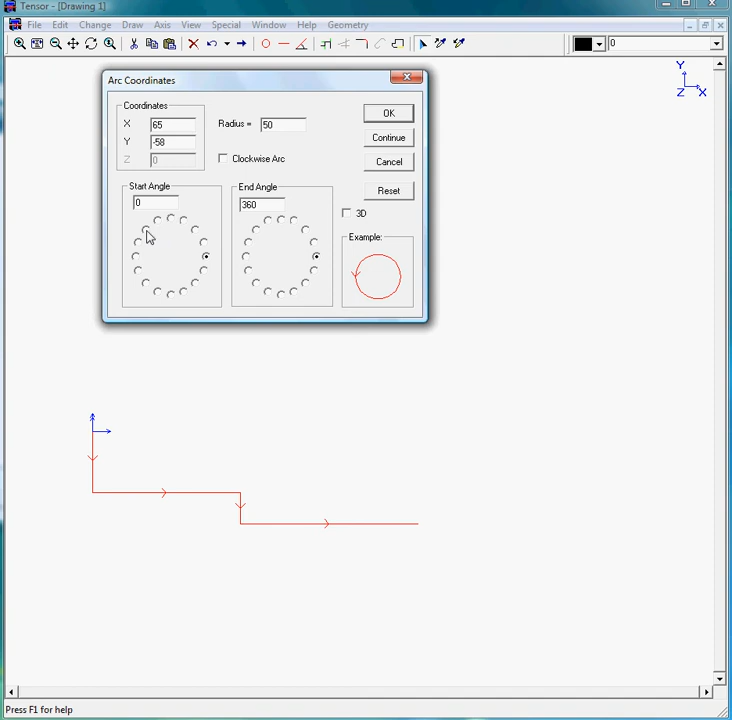 Tensor - [Drawing 1]
File Edit Change Draw Axis View Special Window Help Geometry
0
Arc Coordinates
Coordinates
X 65
Y -58
Z 0
Radius = 50
Clockwise Arc
OK
Continue
Cancel
Reset
Start Angle
0
End Angle
360
3D
Example:
Y
Z X
Press F1 for help